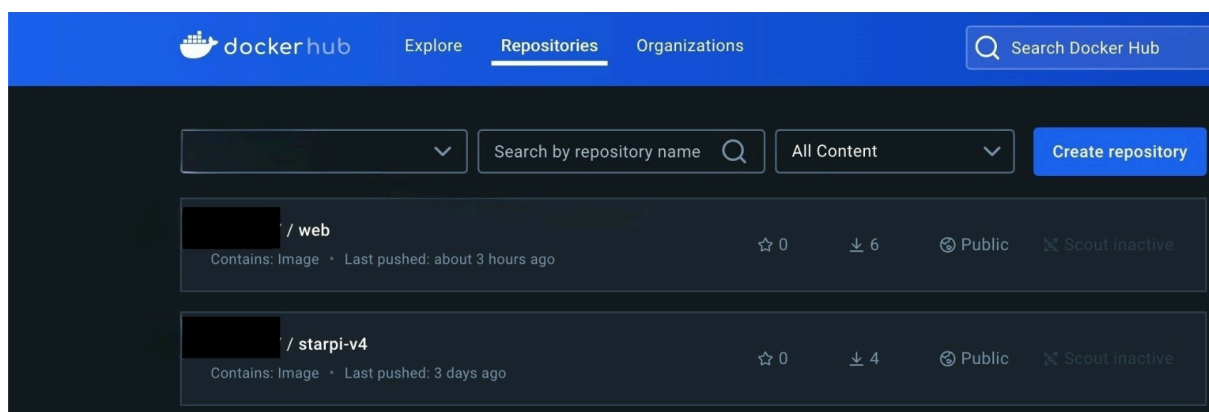 dockerhub Explore Repositories Organizations Search Docker Hub
Search by repository name All Content Create repository
/ web 0 6 Public Scout inactive
Contains: Image • Last pushed: about 3 hours ago
/ starpi-v4 0 4 Public Scout inactive
Contains: Image • Last pushed: 3 days ago